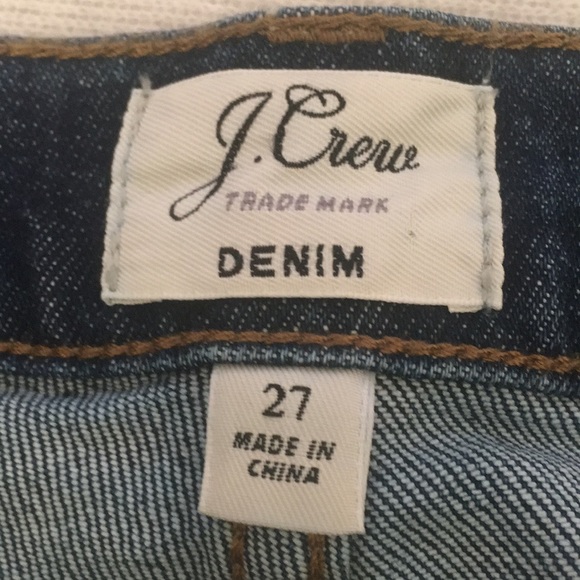 J.Crew
TRADE MARK
DENIM
27
MADE IN
CHINA